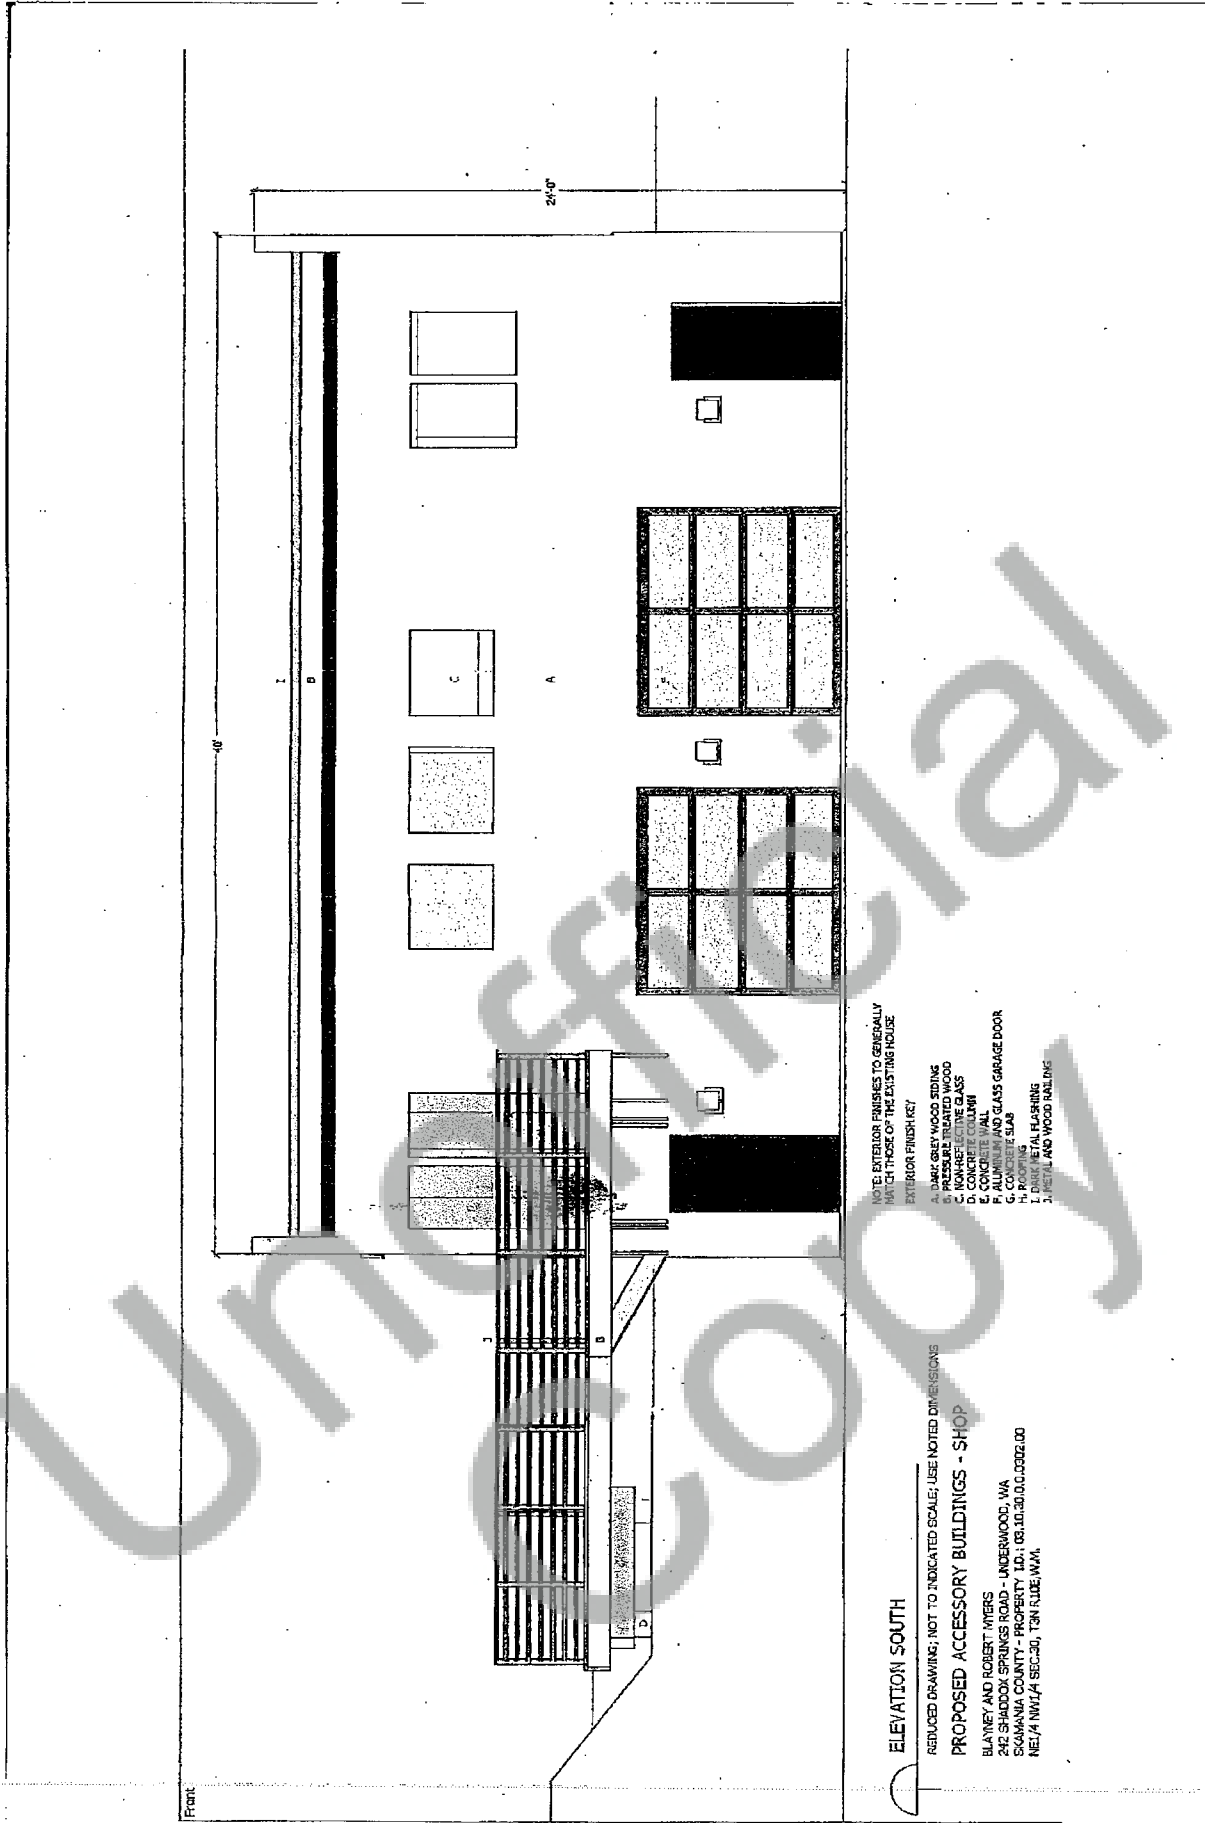 Front
40'
24'-0"
I
B
C
A
J
B
D
NOTE: EXTERIOR FINISHES TO GENERALLY
MATCH THOSE OF THE EXISTING HOUSE
EXTERIOR FINISH KEY
A. DARK GREY WOOD SIDING
B. PRESSURE TREATED WOOD
C. NON-REFLECTIVE GLASS
D. CONCRETE COLUMN
E. CONCRETE WALL
F. ALUMINUM AND GLASS GARAGE DOOR
G. CONCRETE SLAB
H. ROOFING
I. DARK METAL FLASHING
J. METAL AND WOOD RAILING
ELEVATION SOUTH
REDUCED DRAWING; NOT TO INDICATED SCALE; USE NOTED DIMENSIONS
PROPOSED ACCESSORY BUILDINGS - SHOP
BLAYNEY AND ROBERT MYERS
242 SHADDOX SPRINGS ROAD - UNDERWOOD, WA
SKAMANIA COUNTY - PROPERTY I.D.: 03.10.30.0.0.0302.00
NE1/4 NW1/4 SEC.30, T3N R10E, W.M.
Unofficial
Copy